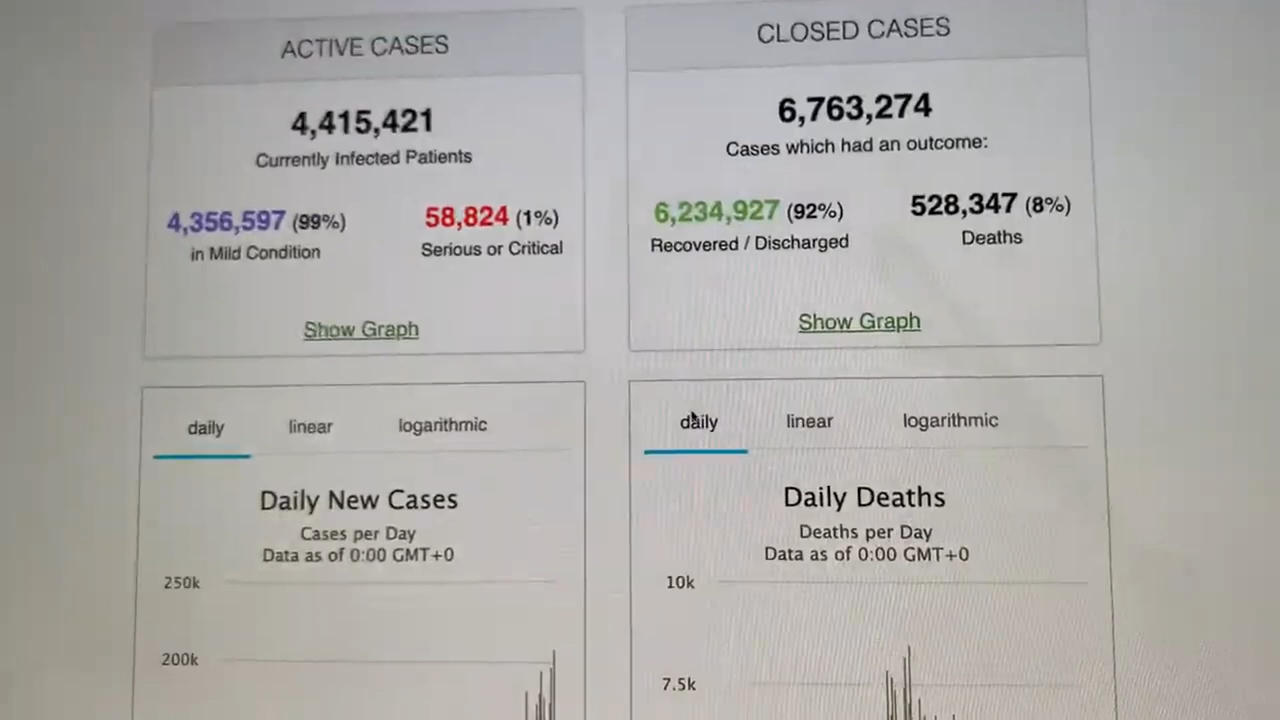 ACTIVE CASES
4,415,421
Currently Infected Patients
4,356,597 (99%)
in Mild Condition
58,824 (1%)
Serious or Critical
Show Graph
CLOSED CASES
6,763,274
Cases which had an outcome:
6,234,927 (92%)
Recovered / Discharged
528,347 (8%)
Deaths
Show Graph
daily linear logarithmic
Daily New Cases
Cases per Day
Data as of 0:00 GMT+0
250k
200k
daily linear logarithmic
Daily Deaths
Deaths per Day
Data as of 0:00 GMT+0
10k
7.5k